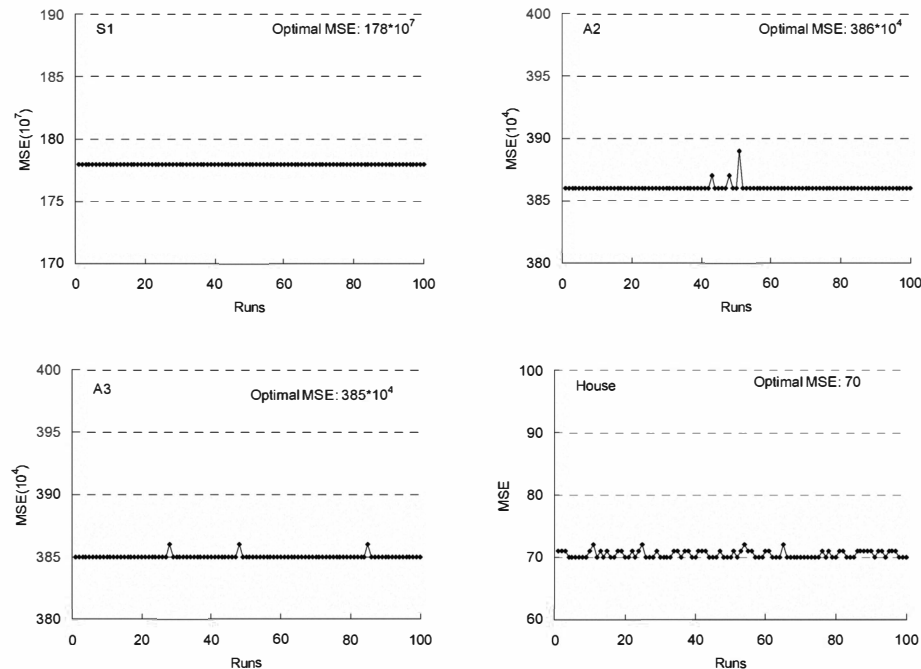 S1
Optimal MSE: 178*10^7
MSE(10^7)
190
185
180
175
170
0 20 40 60 80 100
Runs
A2
Optimal MSE: 386*10^4
MSE(10^4)
400
395
390
385
380
0 20 40 60 80 100
Runs
A3
Optimal MSE: 385*10^4
MSE(10^4)
400
395
390
385
380
0 20 40 60 80 100
Runs
House
Optimal MSE: 70
MSE
100
90
80
70
60
0 20 40 60 80 100
Runs